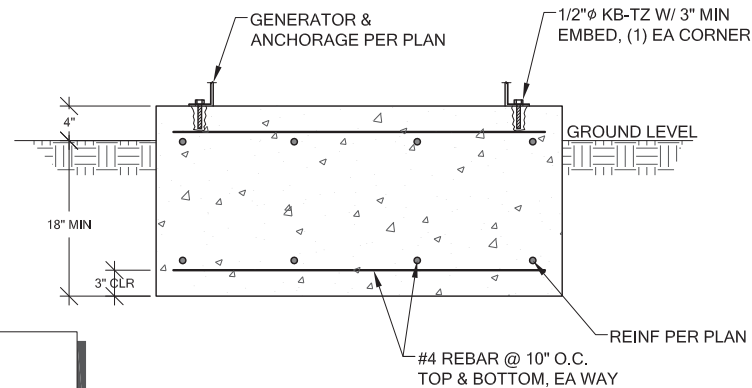 GENERATOR &
ANCHORAGE PER PLAN
1/2"ϕ KB-TZ W/ 3" MIN
EMBED, (1) EA CORNER
4"
GROUND LEVEL
18" MIN
3" CLR
REINF PER PLAN
#4 REBAR @ 10" O.C.
TOP & BOTTOM, EA WAY